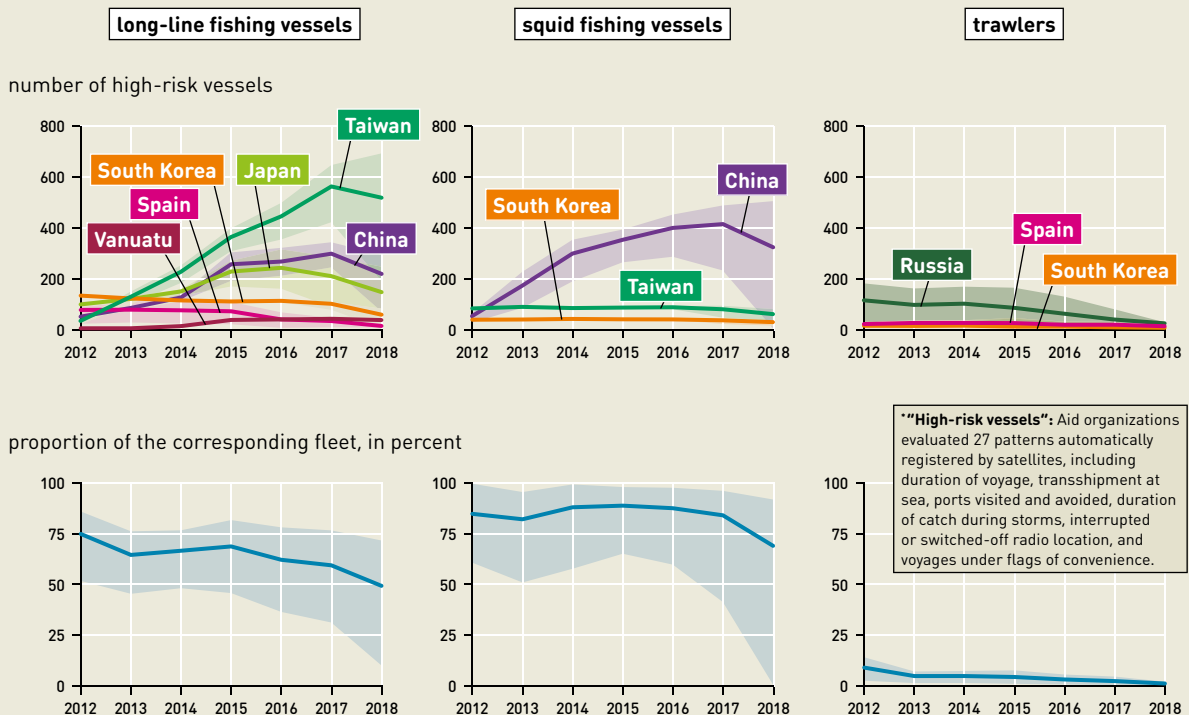 long-line fishing vessels
squid fishing vessels
trawlers
number of high-risk vessels
800
600
400
200
0
2012 2013 2014 2015 2016 2017 2018
Taiwan
South Korea
Japan
Spain
Vanuatu
China
800
600
400
200
0
2012 2013 2014 2015 2016 2017 2018
China
South Korea
Taiwan
800
600
400
200
0
2012 2013 2014 2015 2016 2017 2018
Spain
Russia
South Korea
proportion of the corresponding fleet, in percent
100
75
50
25
0
2012 2013 2014 2015 2016 2017 2018
100
75
50
25
0
2012 2013 2014 2015 2016 2017 2018
100
75
50
25
0
2012 2013 2014 2015 2016 2017 2018
*"High-risk vessels": Aid organizations
evaluated 27 patterns automatically
registered by satellites, including
duration of voyage, transshipment at
sea, ports visited and avoided, duration
of catch during storms, interrupted
or switched-off radio location, and
voyages under flags of convenience.